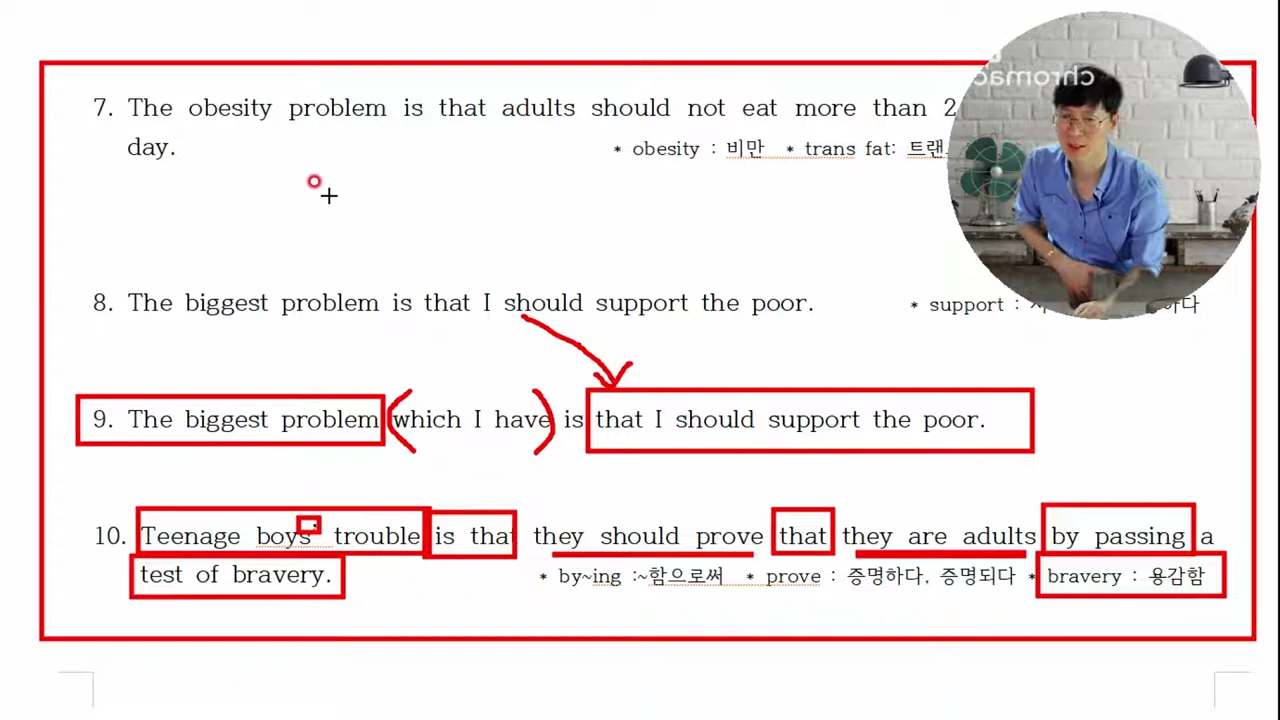 chromac
7. The obesity problem is that adults should not eat more than 2
day.
* obesity : 비만 * trans fat: 트랜
8. The biggest problem is that I should support the poor.
* support :
9. The biggest problem which I have is that I should support the poor.
10. Teenage boys' trouble is that they should prove that they are adults by passing a
test of bravery.
* by~ing :~함으로써 * prove : 증명하다, 증명되다 * bravery : 용감함